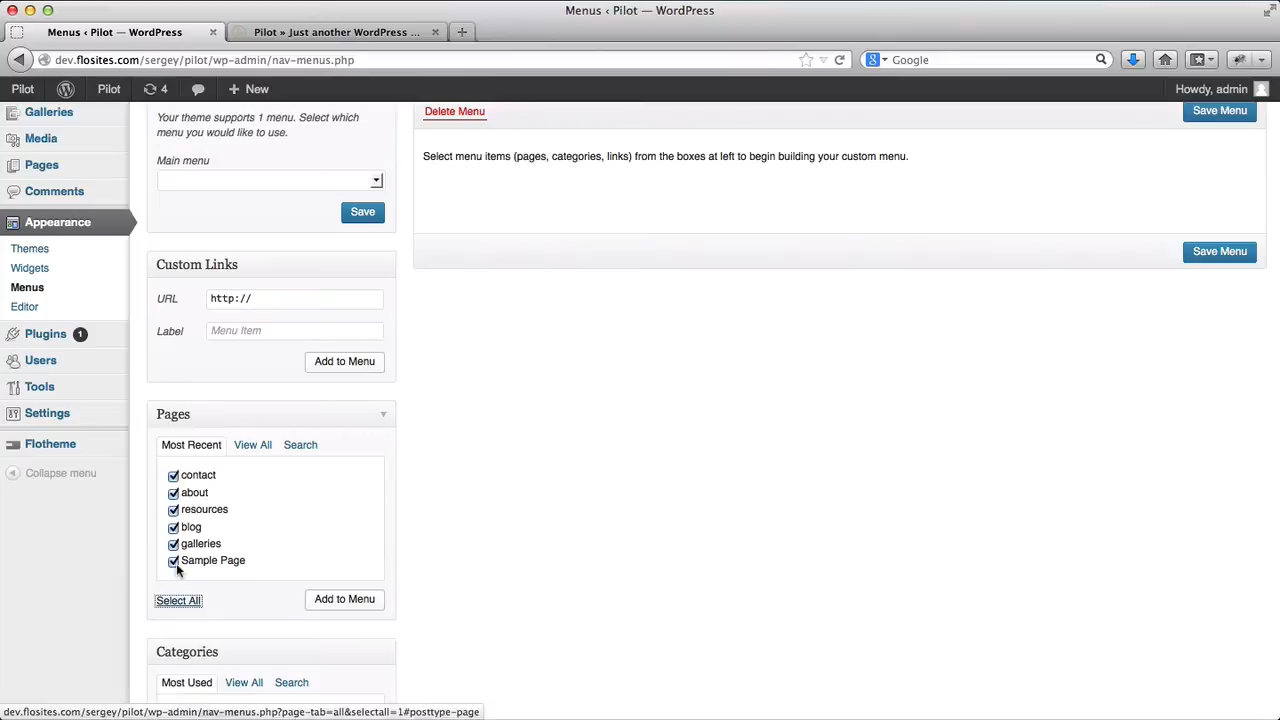 Menus ‹ Pilot — WordPress
Menus ‹ Pilot — WordPress
Pilot » Just another WordPress ...
dev.flosites.com/sergey/pilot/wp-admin/nav-menus.php
Google
Pilot
Pilot
4
New
Howdy, admin
Galleries
Media
Pages
Comments
Appearance
Themes
Widgets
Menus
Editor
Plugins 1
Users
Tools
Settings
Flotheme
Collapse menu
Your theme supports 1 menu. Select which
menu you would like to use.
Main menu
Save
Custom Links
URL http://
Label Menu Item
Add to Menu
Pages
Most Recent View All Search
contact
about
resources
blog
galleries
Sample Page
Select All Add to Menu
Categories
Most Used View All Search
Delete Menu Save Menu
Select menu items (pages, categories, links) from the boxes at left to begin building your custom menu.
Save Menu
dev.flosites.com/sergey/pilot/wp-admin/nav-menus.php?page-tab=all&selectall=1#posttype-page